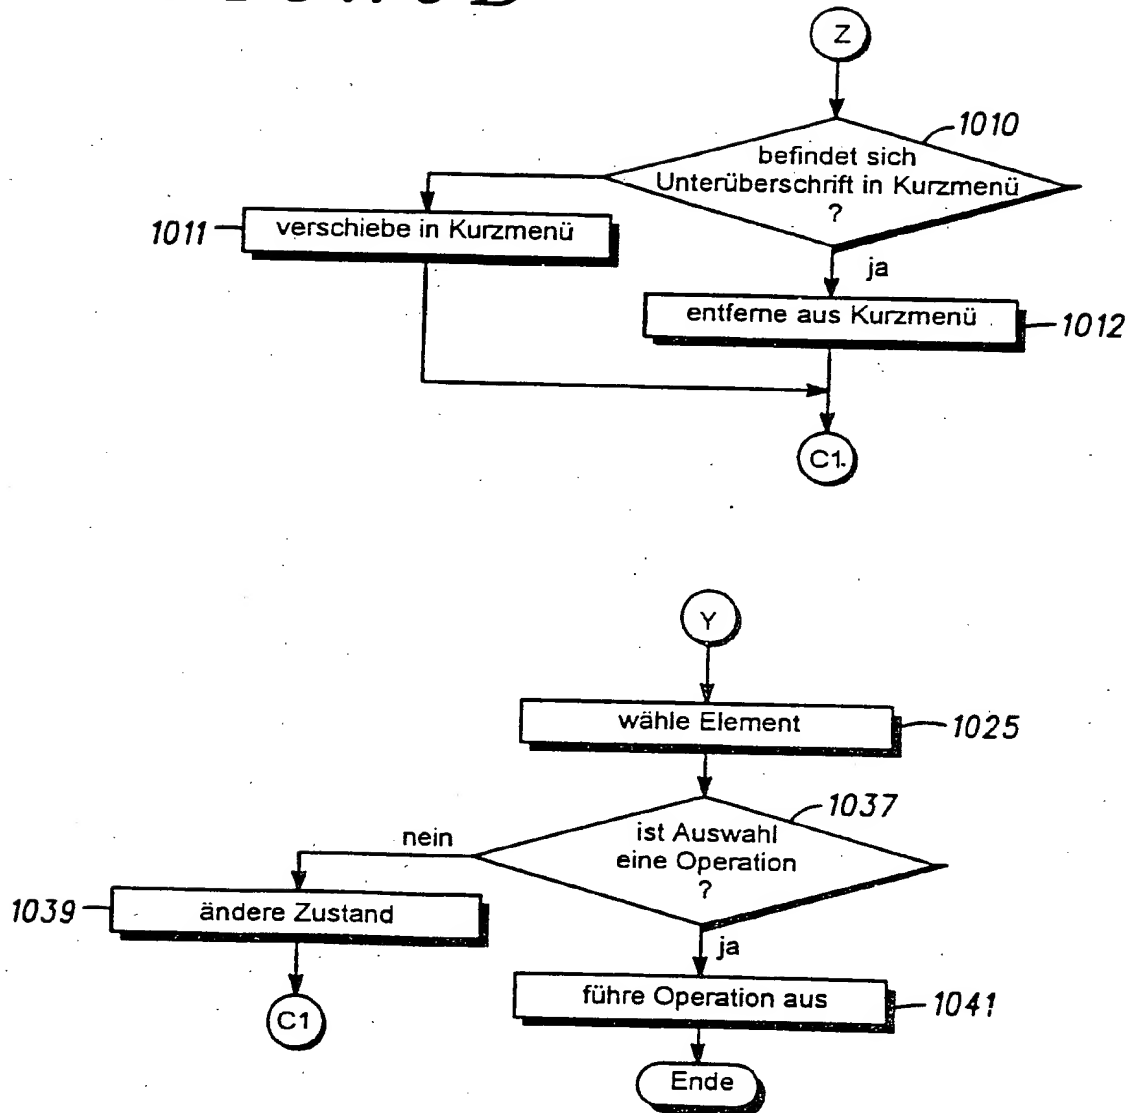 Z
1010
befindet sich
Unterüberschrift in Kurzmenü
?
1011
verschiebe in Kurzmenü
ja
entferne aus Kurzmenü
1012
C1.
Y
wähle Element
1025
1037
nein
ist Auswahl
eine Operation
?
1039
ändere Zustand
ja
C1
führe Operation aus
1041
Ende